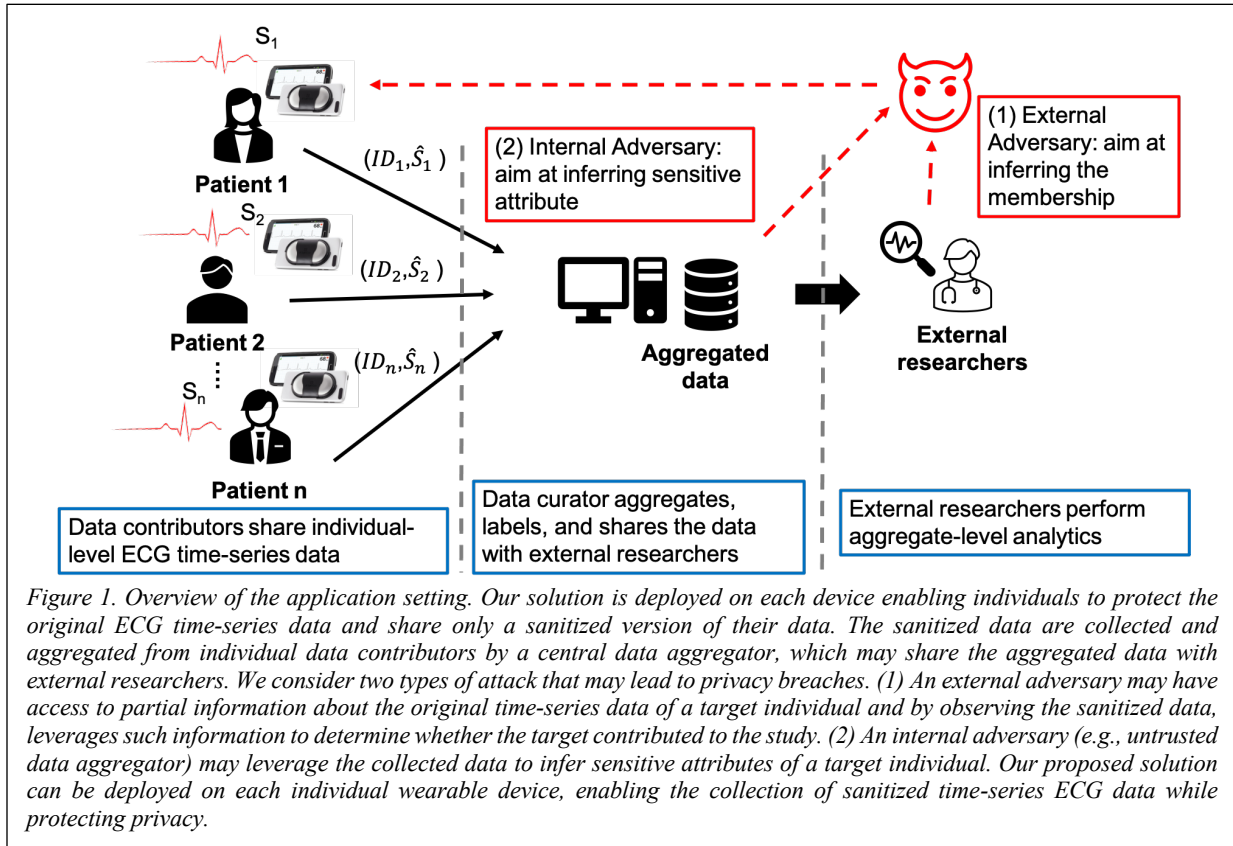 S1
Patient 1
(ID1,Ŝ1 )
S2
(ID2,Ŝ2 )
Patient 2
(IDn,Ŝn )
Sn
Patient n
(2) Internal Adversary:
aim at inferring sensitive
attribute
(1) External
Adversary: aim at
inferring the
membership
Aggregated
data
External
researchers
Data contributors share individual-
level ECG time-series data
Data curator aggregates,
labels, and shares the data
with external researchers
External researchers perform
aggregate-level analytics
Figure 1. Overview of the application setting. Our solution is deployed on each device enabling individuals to protect the
original ECG time-series data and share only a sanitized version of their data. The sanitized data are collected and
aggregated from individual data contributors by a central data aggregator, which may share the aggregated data with
external researchers. We consider two types of attack that may lead to privacy breaches. (1) An external adversary may have
access to partial information about the original time-series data of a target individual and by observing the sanitized data,
leverages such information to determine whether the target contributed to the study. (2) An internal adversary (e.g., untrusted
data aggregator) may leverage the collected data to infer sensitive attributes of a target individual. Our proposed solution
can be deployed on each individual wearable device, enabling the collection of sanitized time-series ECG data while
protecting privacy.